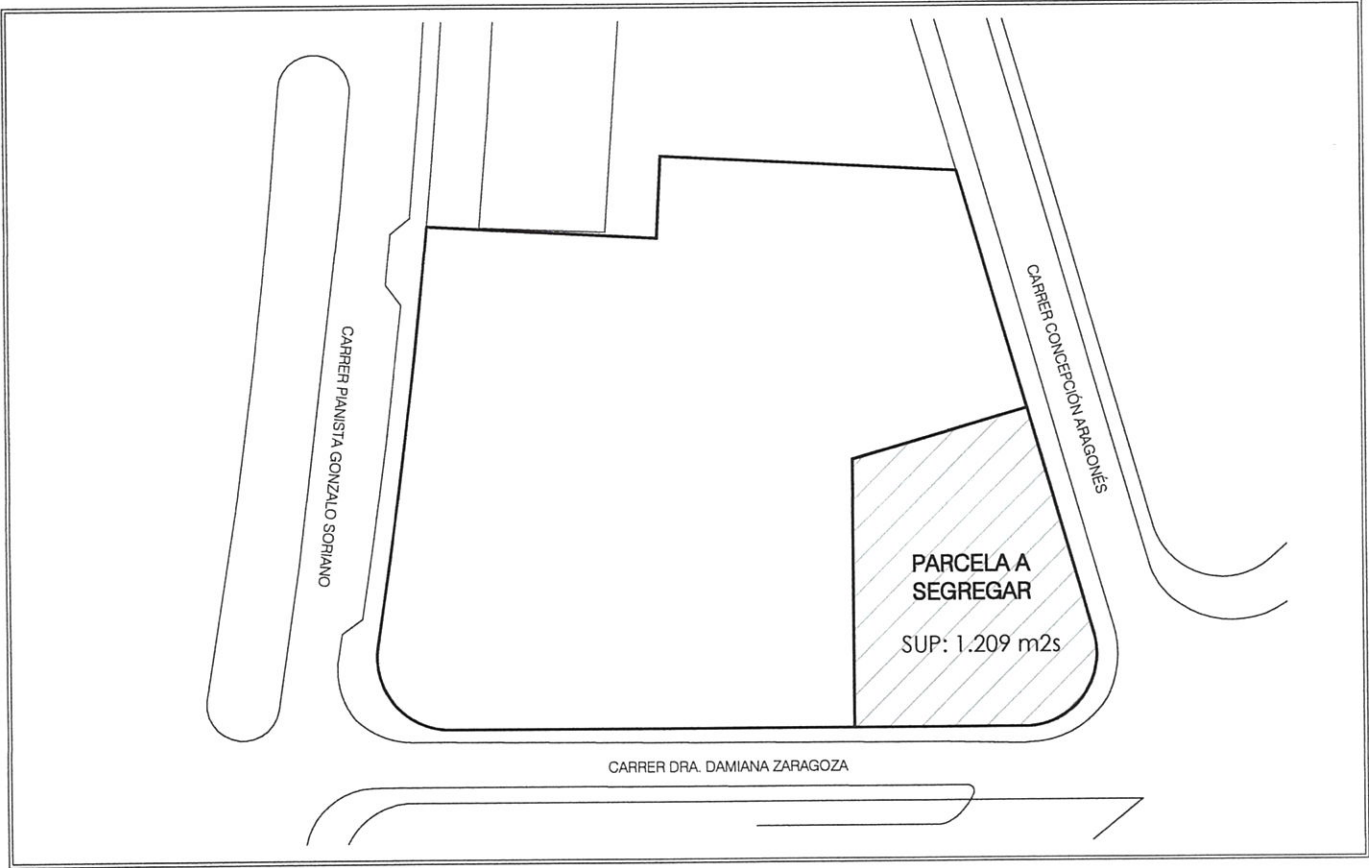 CARRER PIANISTA GONZALO SORIANO
CARRER CONCEPCIÓN ARAGONÉS
PARCELA A
SEGREGAR
SUP: 1.209 m2s
CARRER DRA. DAMIANA ZARAGOZA